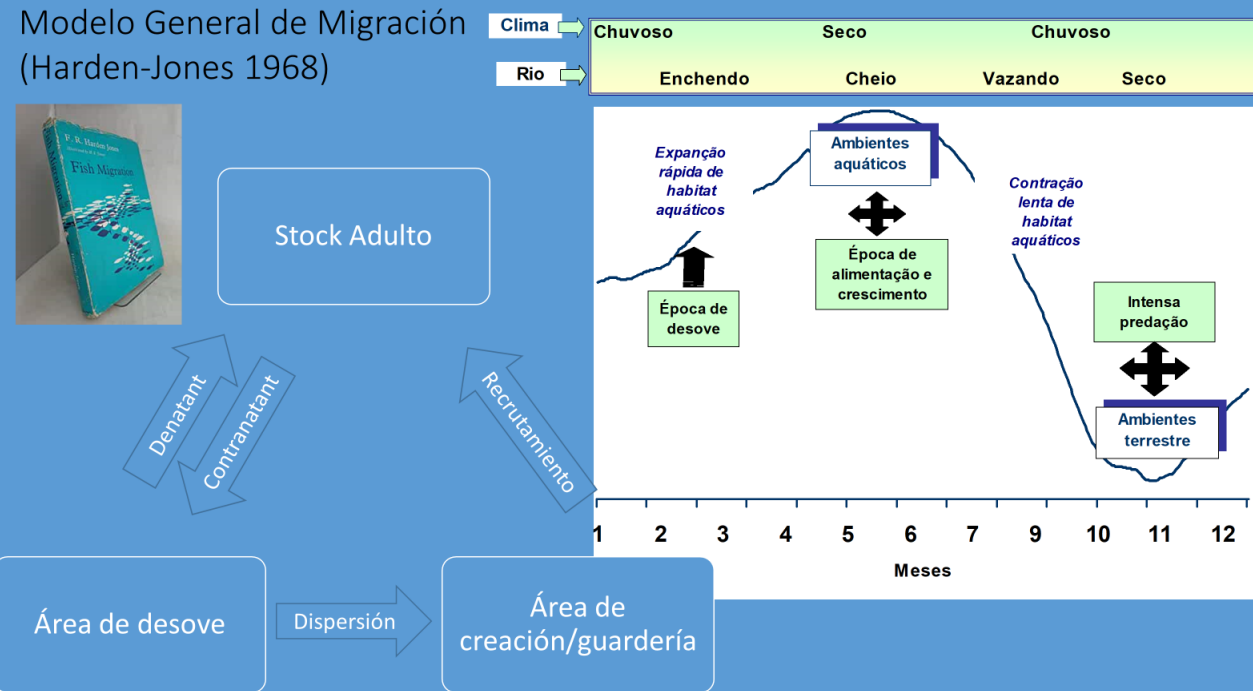 Modelo General de Migración
(Harden-Jones 1968)
Clima
Chuvoso Seco Chuvoso
Rio
Enchendo Cheio Vazando Seco
F. R. Harden Jones
Fish Migration
Stock Adulto
Denatant
Contranatant
Recrutamiento
Área de desove
Dispersión
Área de
creación/guardería
Expanção
rápida de
habitat
aquáticos
Ambientes
aquáticos
Contração
lenta de
habitat
aquáticos
Época de
desove
Época de
alimentação e
crescimento
Intensa
predação
Ambientes
terrestre
1 2 3 4 5 6 7 9 10 11 12
Meses